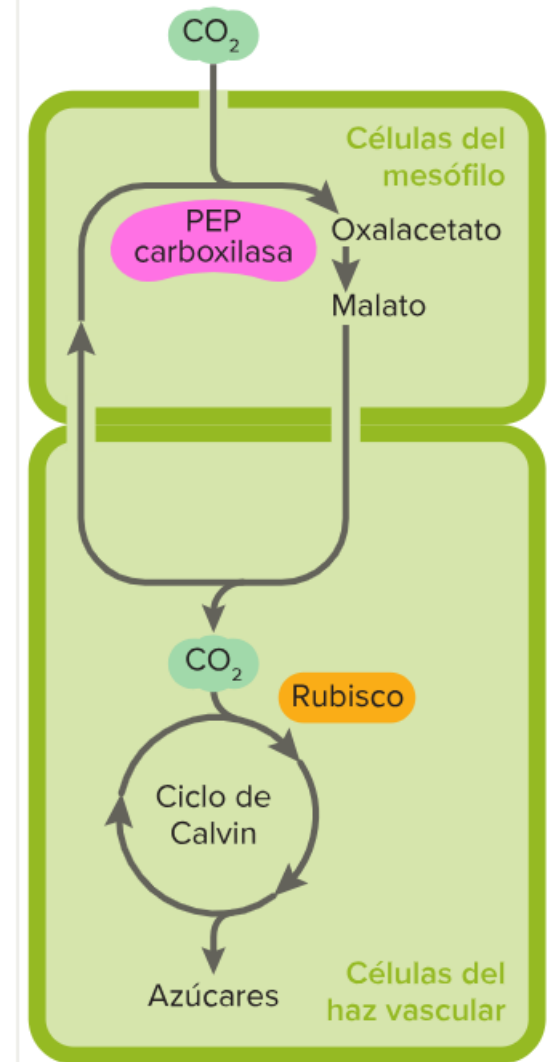 CO₂
Células del
mesófilo
PEP
carboxilasa
Oxalacetato
Malato
CO₂
Rubisco
Ciclo de
Calvin
Azúcares
Células del
haz vascular